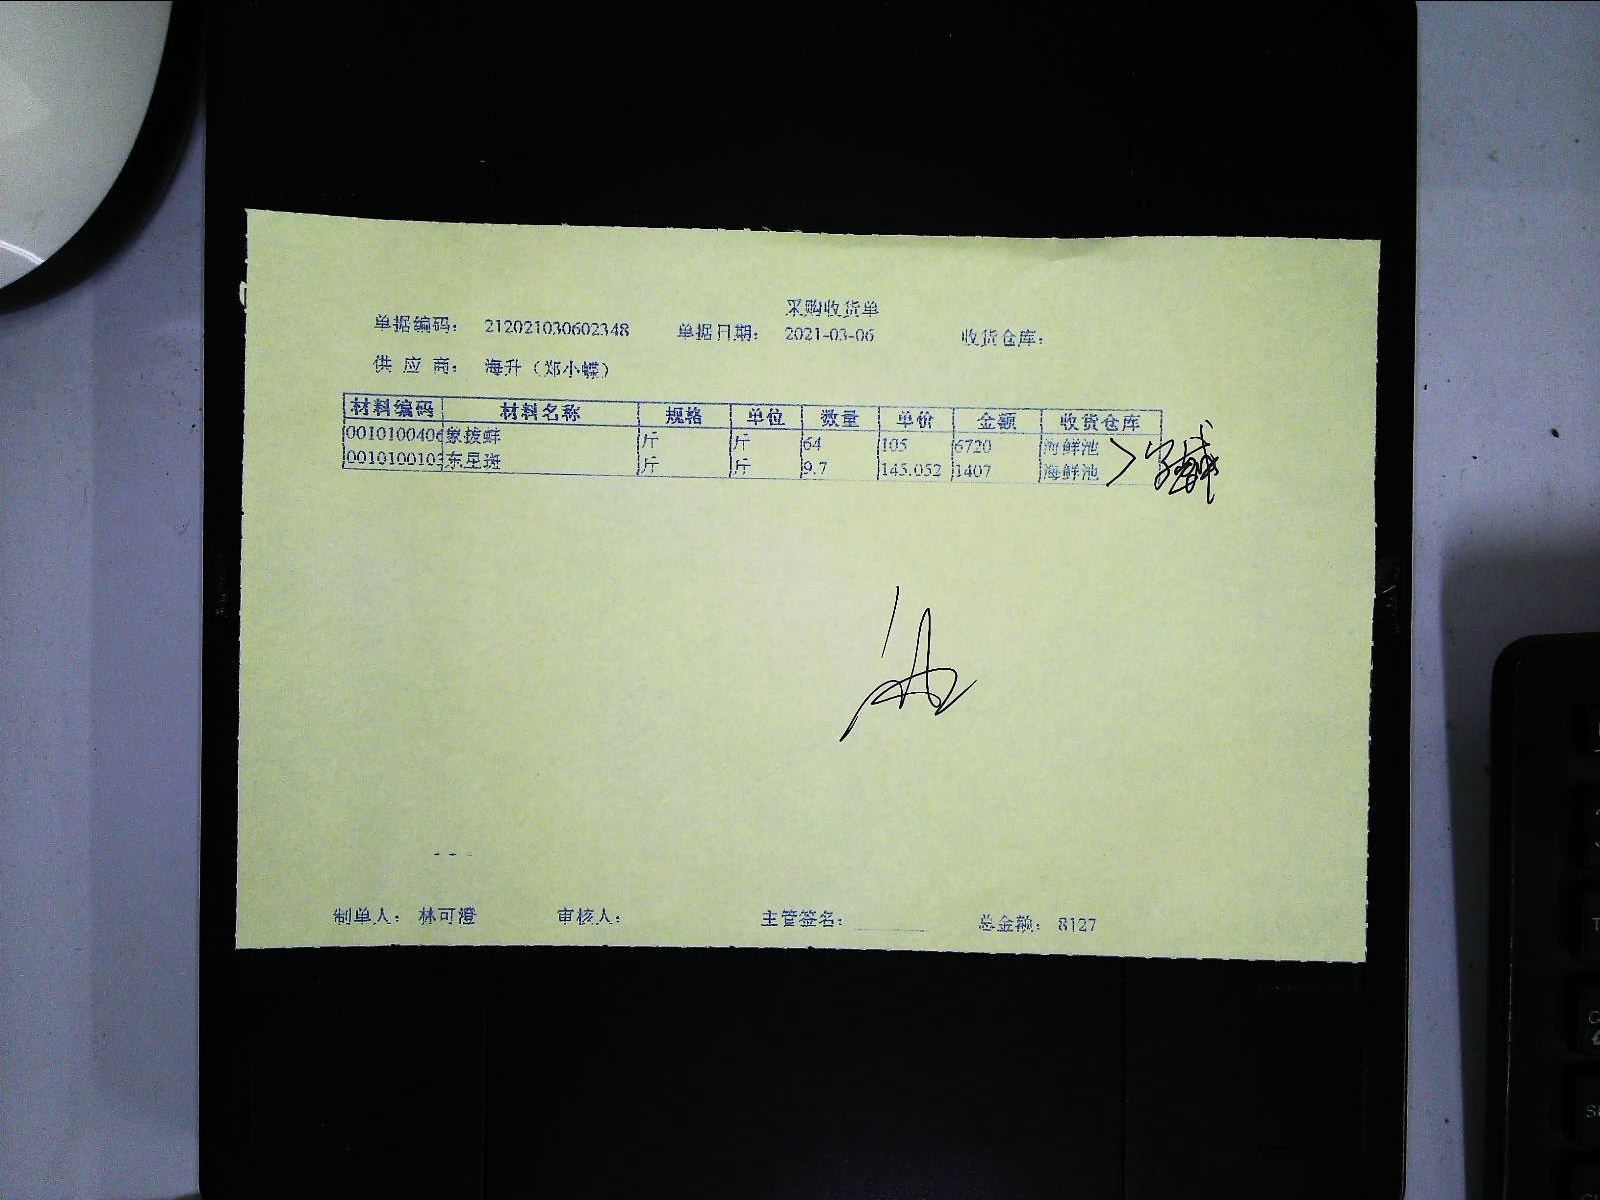 采购收货单
单据编码： 212021030602348 单据日期： 2021-03-06 收货仓库：
供应商： 海升（郑小蝶）
材料编码 材料名称 规格 单位 数量 单价 金额 收货仓库
0010100406 象拔蚌 斤 斤 64 105 6720 海鲜池
0010100103 东星斑 斤 斤 9.7 145.052 1407 海鲜池
制单人： 林可澄 审核人： 主管签名： 总金额： 8127